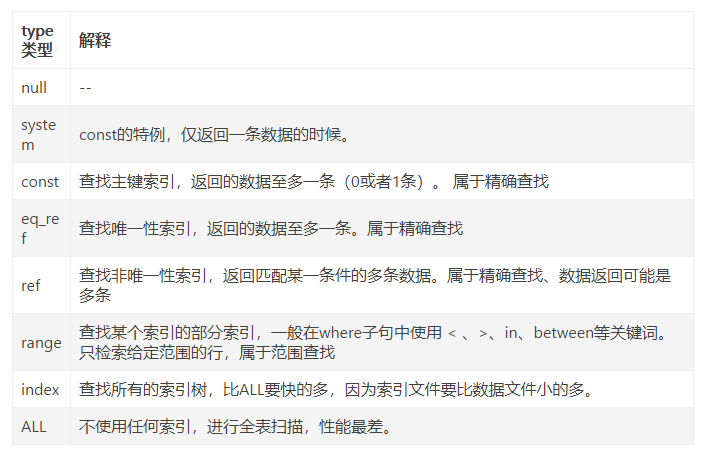 type
类型
解释
null
--
syste
m
const的特例，仅返回一条数据的时候。
const
查找主键索引，返回的数据至多一条（0或者1条）。 属于精确查找
eq_re
f
查找唯一性索引，返回的数据至多一条。属于精确查找
ref
查找非唯一性索引，返回匹配某一条件的多条数据。属于精确查找、数据返回可能是
多条
range
查找某个索引的部分索引，一般在where子句中使用 < 、>、in、between等关键词。
只检索给定范围的行，属于范围查找
index
查找所有的索引树，比ALL要快的多，因为索引文件要比数据文件小的多。
ALL
不使用任何索引，进行全表扫描，性能最差。